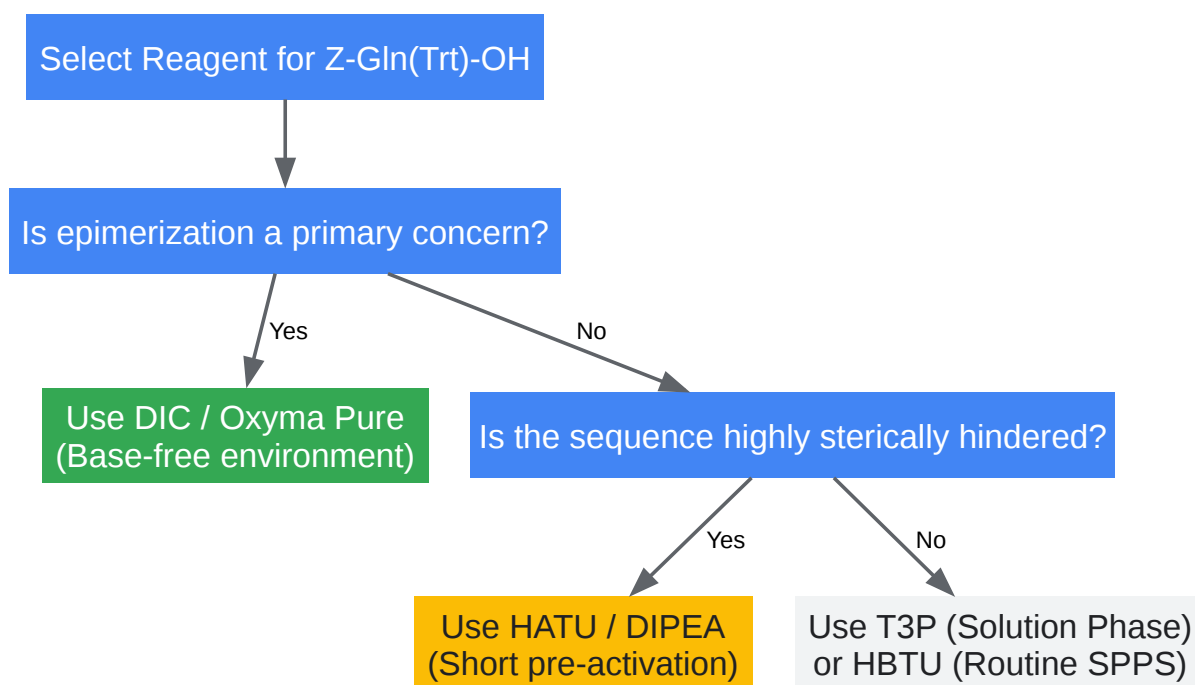 Select Reagent for Z-Gln(Trt)-OH
Is epimerization a primary concern?
Yes
No
Use DIC / Oxyma Pure
(Base-free environment)
Is the sequence highly sterically hindered?
Yes
No
Use HATU / DIPEA
(Short pre-activation)
Use T3P (Solution Phase)
or HBTU (Routine SPPS)